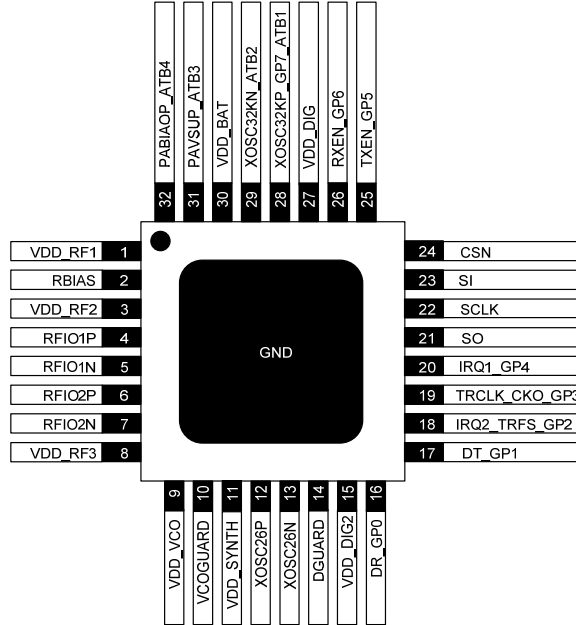 PABIAOP_ATB4 32
PAVSUP_ATB3 31
VDD_BAT 30
XOSC32KN_ATB2 29
XOSC32KP_GP7_ATB1 28
VDD_DIG 27
RXEN_GP6 26
TXEN_GP5 25
VDD_RF1 1
RBIAS 2
VDD_RF2 3
RFIO1P 4
RFIO1N 5
RFIO2P 6
RFIO2N 7
VDD_RF3 8
GND
24 CSN
23 SI
22 SCLK
21 SO
20 IRQ1_GP4
19 TRCLK_CKO_GP3
18 IRQ2_TRFS_GP2
17 DT_GP1
9 VDD_VCO
10 VCOGUARD
11 VDD_SYNTH
12 XOSC26P
13 XOSC26N
14 DGUARD
15 VDD_DIG2
16 DR_GP0